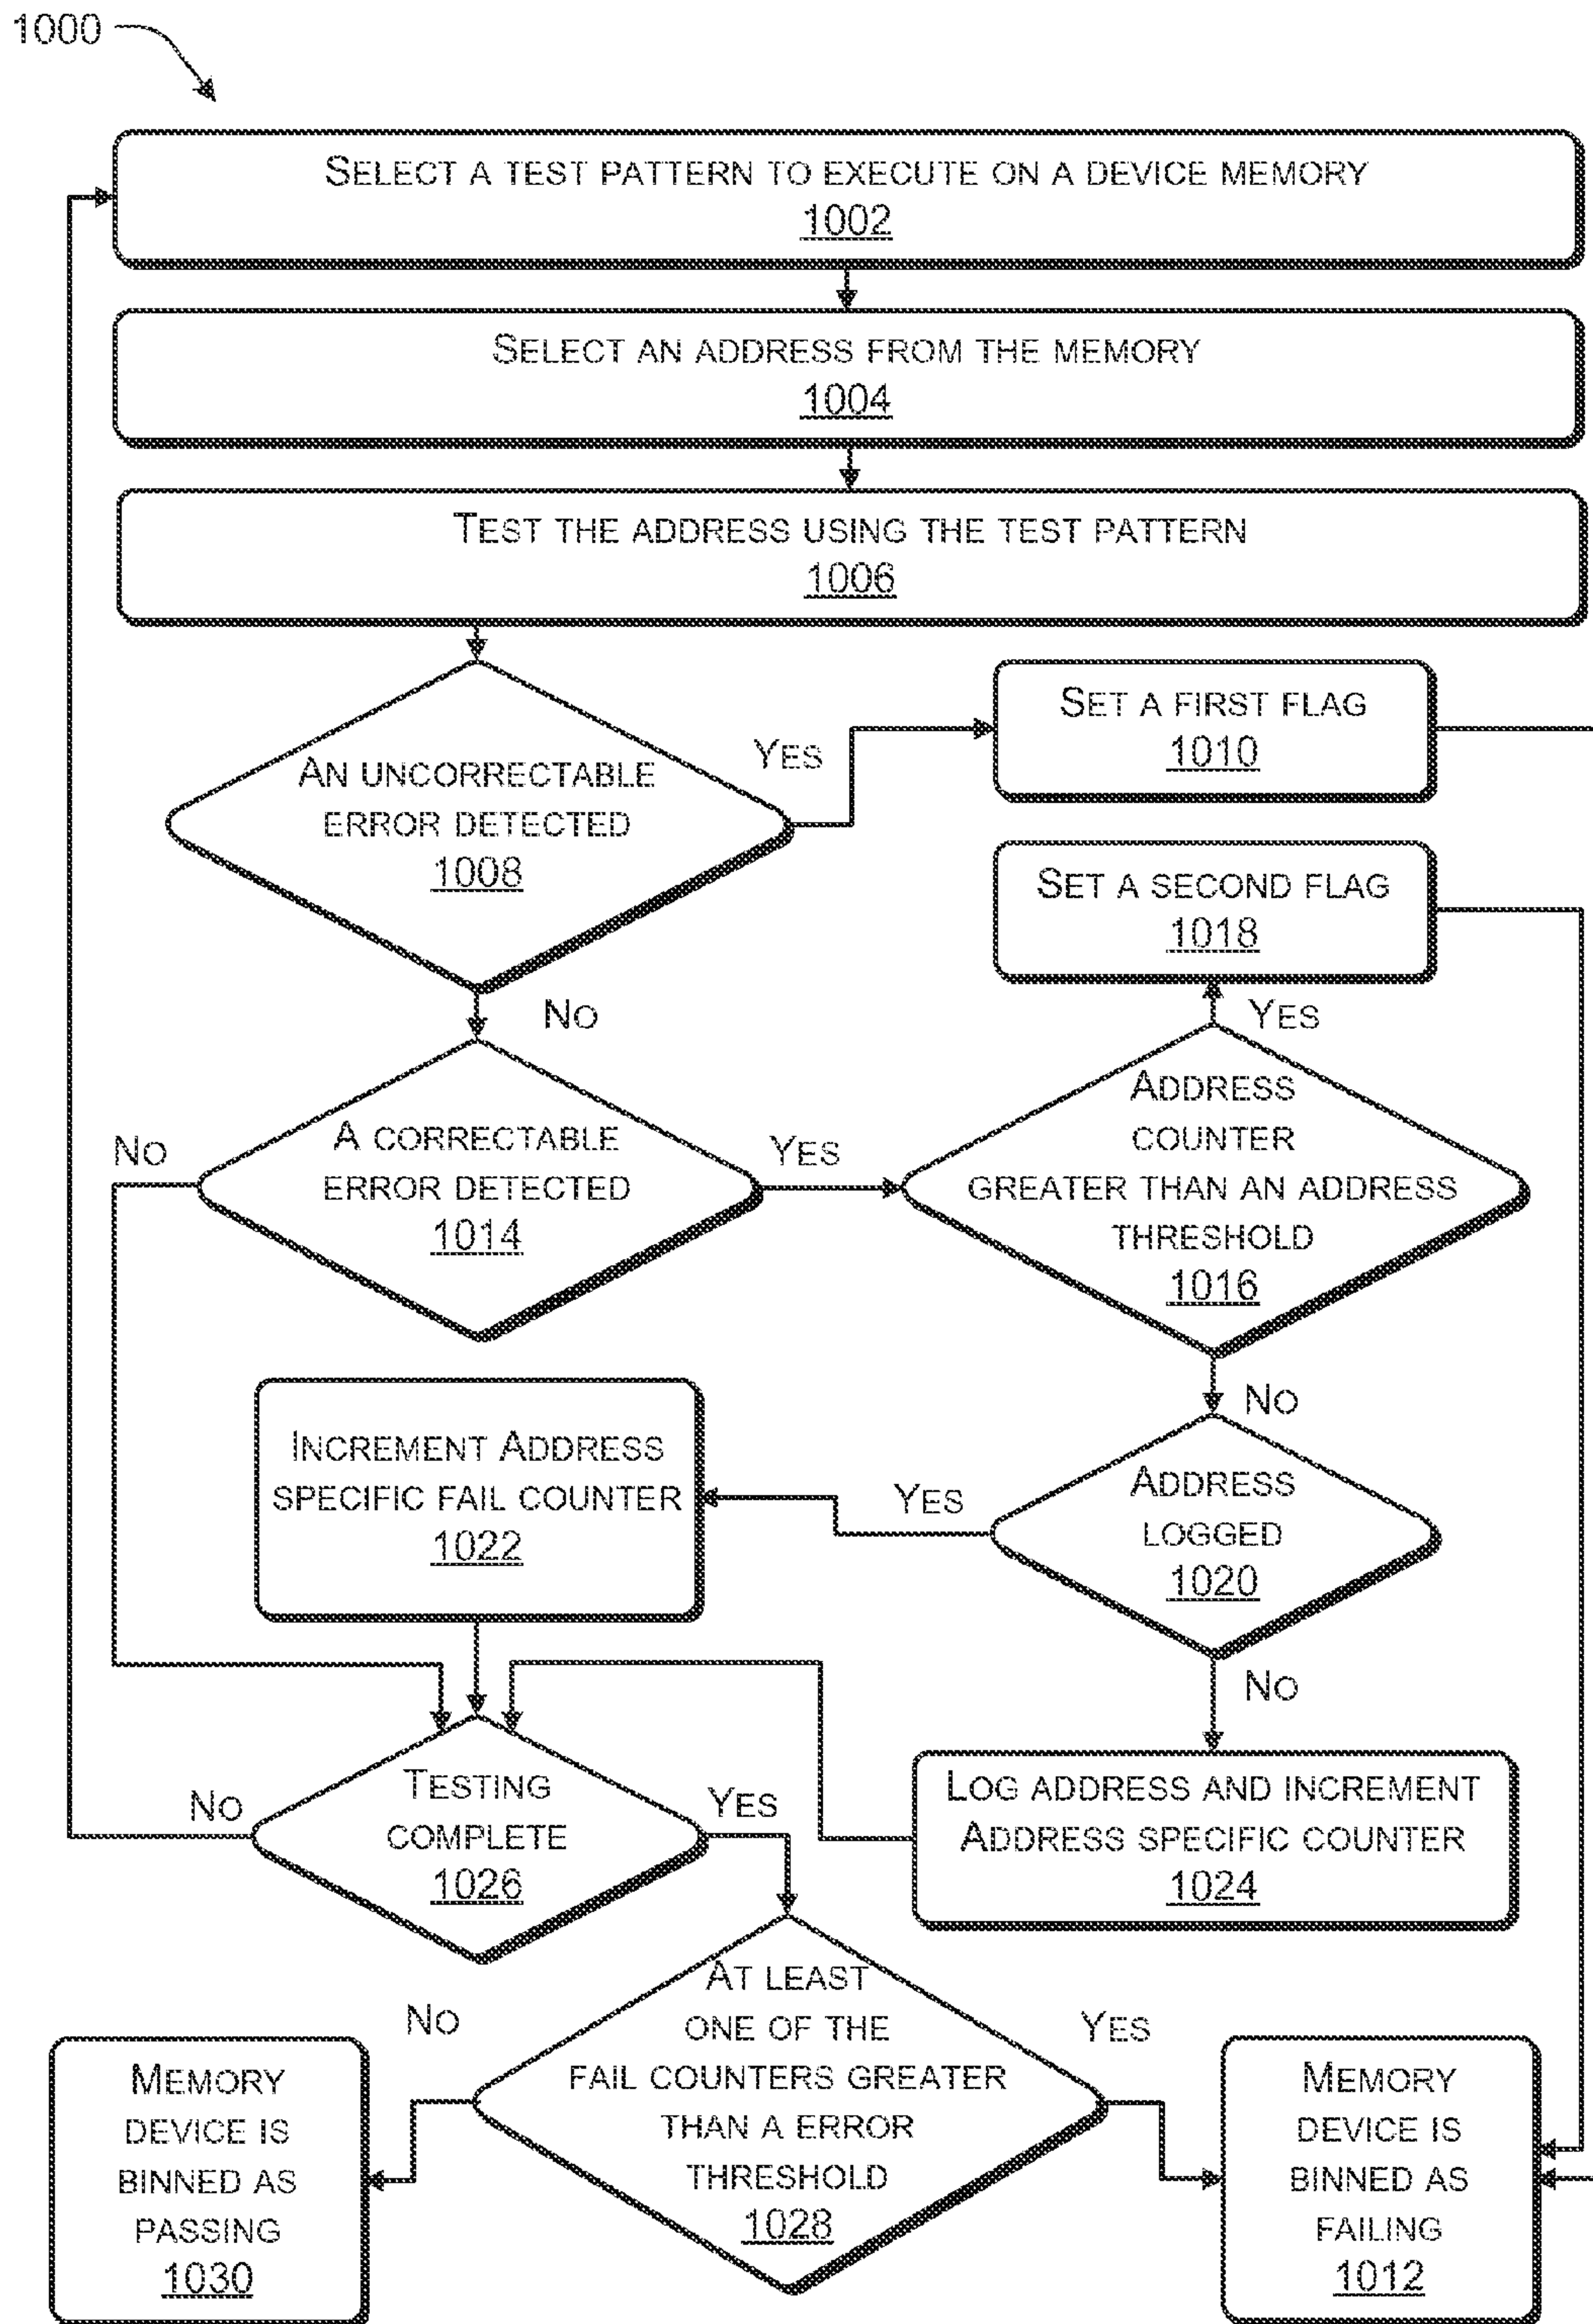 1000
SELECT A TEST PATTERN TO EXECUTE ON A DEVICE MEMORY
1002
SELECT AN ADDRESS FROM THE MEMORY
1004
TEST THE ADDRESS USING THE TEST PATTERN
1006
AN UNCORRECTABLE
ERROR DETECTED
1008
YES
SET A FIRST FLAG
1010
SET A SECOND FLAG
1018
NO
YES
A CORRECTABLE
ERROR DETECTED
1014
NO
YES
ADDRESS
COUNTER
GREATER THAN AN ADDRESS
THRESHOLD
1016
NO
ADDRESS
LOGGED
1020
YES
INCREMENT ADDRESS
SPECIFIC FAIL COUNTER
1022
NO
LOG ADDRESS AND INCREMENT
ADDRESS SPECIFIC COUNTER
1024
TESTING
COMPLETE
1026
NO
YES
AT LEAST
ONE OF THE
FAIL COUNTERS GREATER
THAN A ERROR
THRESHOLD
1028
NO
YES
MEMORY
DEVICE IS
BINNED AS
PASSING
1030
MEMORY
DEVICE IS
BINNED AS
FAILING
1012